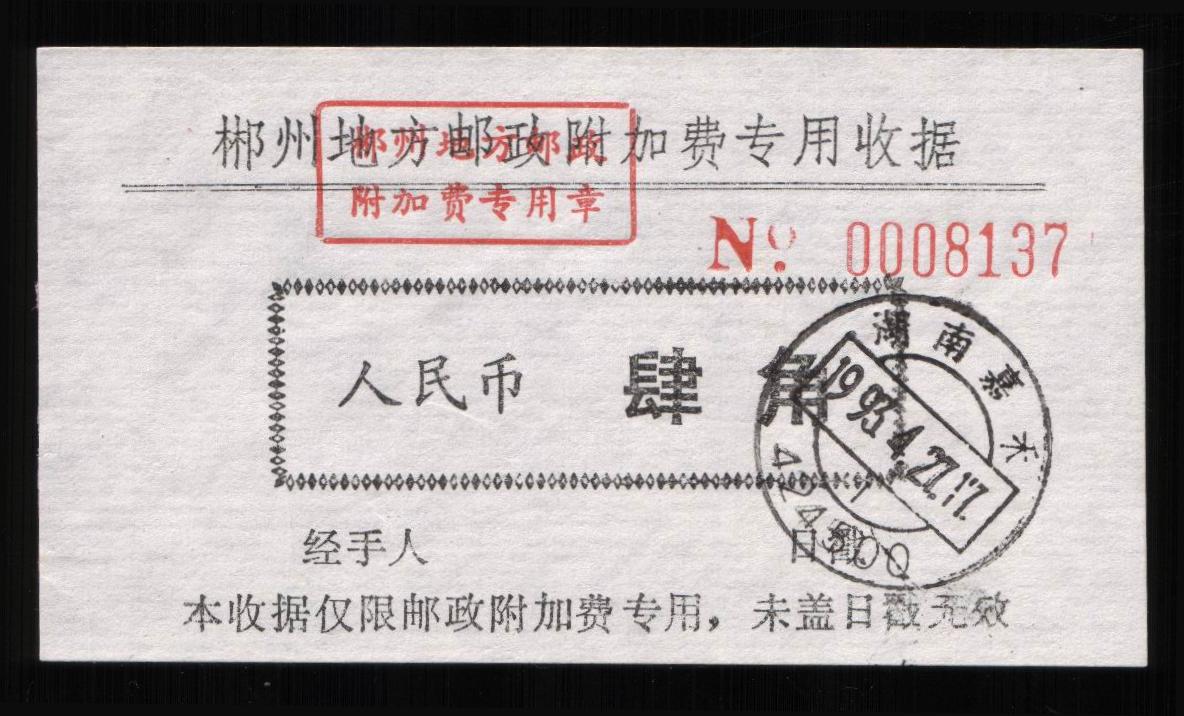 郴州地方邮政附加费专用收据
郴州地方邮政
附加费专用章
No 0008137
人民币 肆角
湖南嘉禾
1993.4.27.17.
424500
经手人 日戳
本收据仅限邮政附加费专用，未盖日戳无效